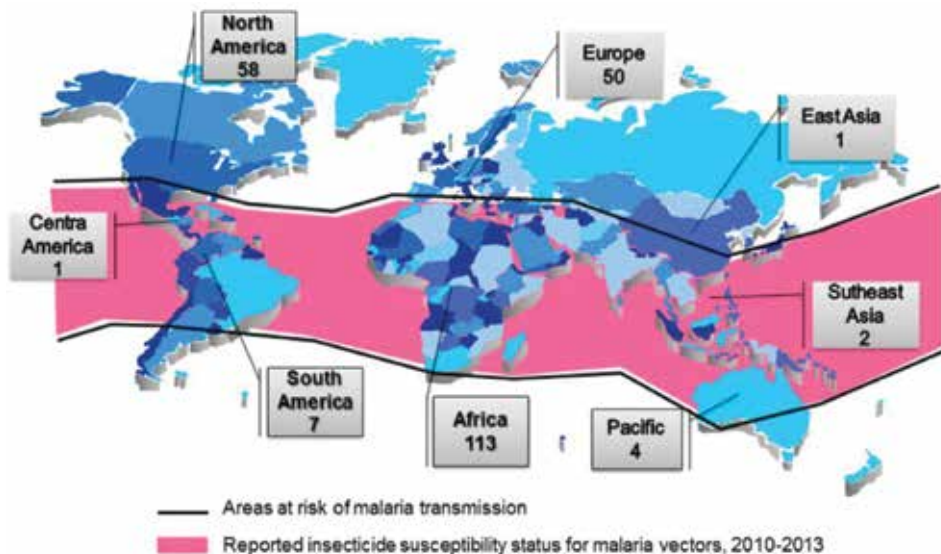 North
America
58
Europe
50
East Asia
1
Centra
America
1
Sutheast
Asia
2
South
America
7
Africa
113
Pacific
4
Areas at risk of malaria transmission
Reported insecticide susceptibility status for malaria vectors, 2010-2013